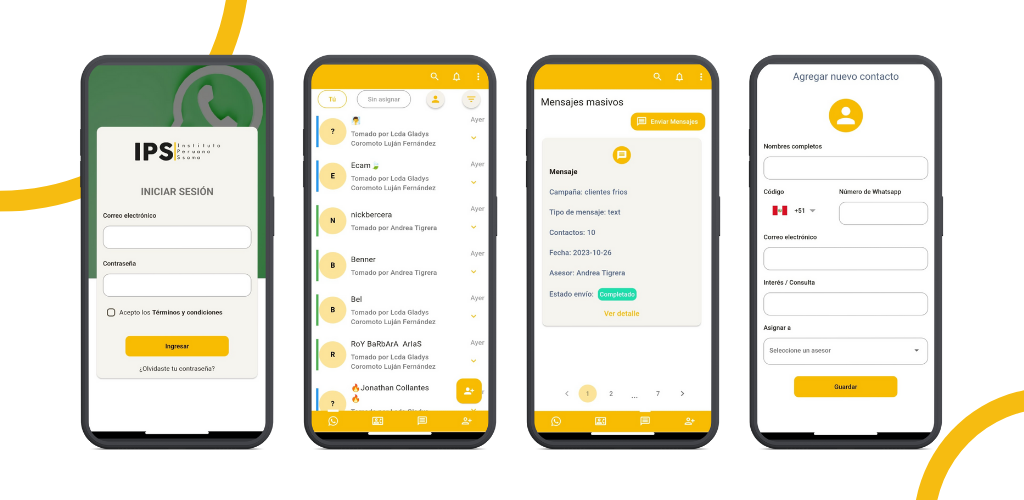 IPS
Instituto
Peruano
Ssoma
INICIAR SESIÓN
Correo electrónico
Contraseña
Acepto los Términos y condiciones
Ingresar
¿Olvidaste tu contraseña?
Tú
Sin asignar
?
🤧
Ayer
Tomado por Lcda Gladys
Coromoto Luján Fernández
E
Ecam🍃
Ayer
Tomado por Lcda Gladys
Coromoto Luján Fernández
N
nickbercera
Ayer
Tomado por Andrea Tigrera
B
Benner
Ayer
Tomado por Andrea Tigrera
B
Bel
Ayer
Tomado por Lcda Gladys
Coromoto Luján Fernández
R
RoY BaRbArA ArIaS
Ayer
Tomado por Lcda Gladys
Coromoto Luján Fernández
?
🔥Jonathan Collantes
🔥
Mensajes masivos
Enviar Mensajes
Mensaje
Campaña: clientes frios
Tipo de mensaje: text
Contactos: 10
Fecha: 2023-10-26
Asesor: Andrea Tigrera
Estado envío: Completado
Ver detalle
< 1 2 ... 7 >
Agregar nuevo contacto
Nombres completos
Código
Número de Whatsapp
+51
Correo electrónico
Interés / Consulta
Asignar a
Seleccione un asesor
Guardar